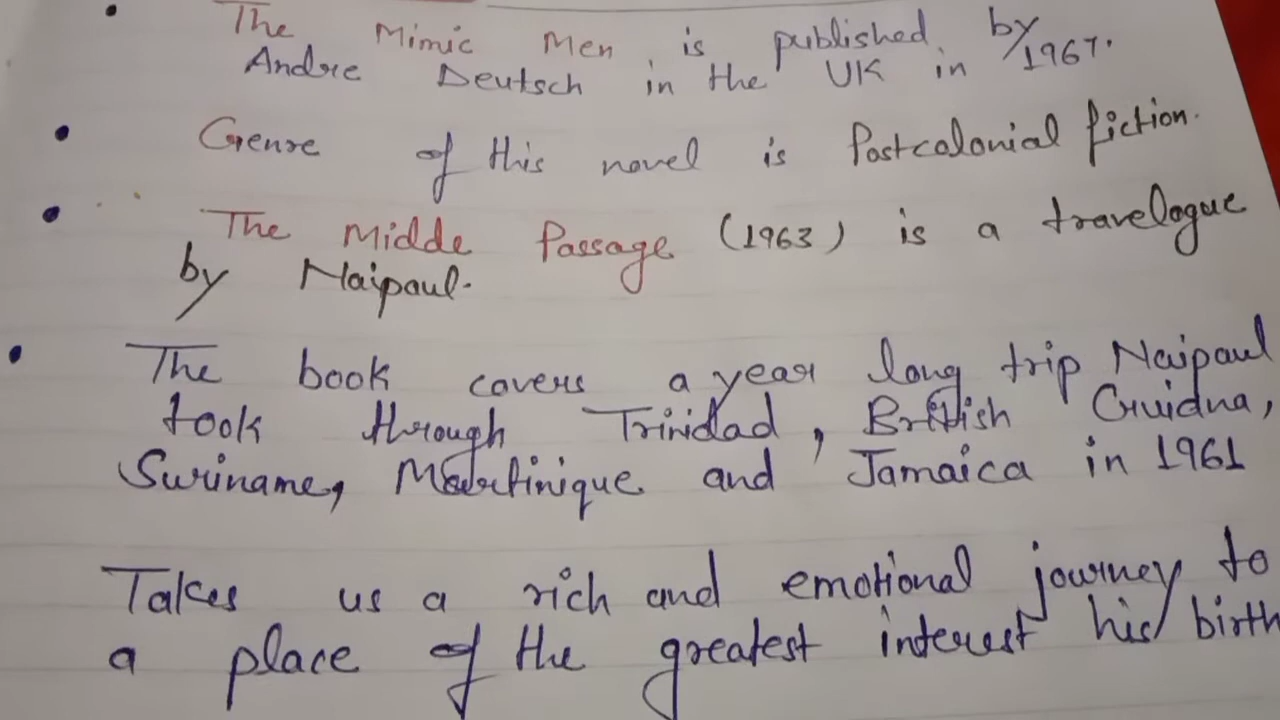 The Mimic Men is published by
Andre Deutsch in the UK in 1967.
Genre of this novel is Postcolonial fiction.
The Midde Passage (1963) is a travelogue
by Naipaul.
The book covers a year long trip Naipaul
took through Trinidad, British Guidna,
Suriname, Martinique and Jamaica in 1961
Takes us a rich and emotional journey to
a place of the greatest interest his birth